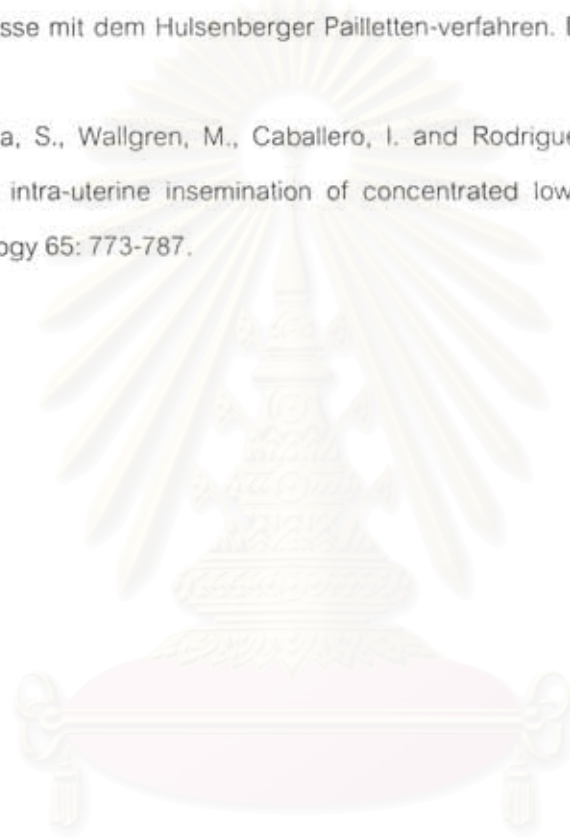 sse mit dem Hulsenberger Pailletten-verfahren.
a, S., Wallgren, M., Caballero, I. and Rodrigue
intra-uterine insemination of concentrated low
ogy 65: 773-787.